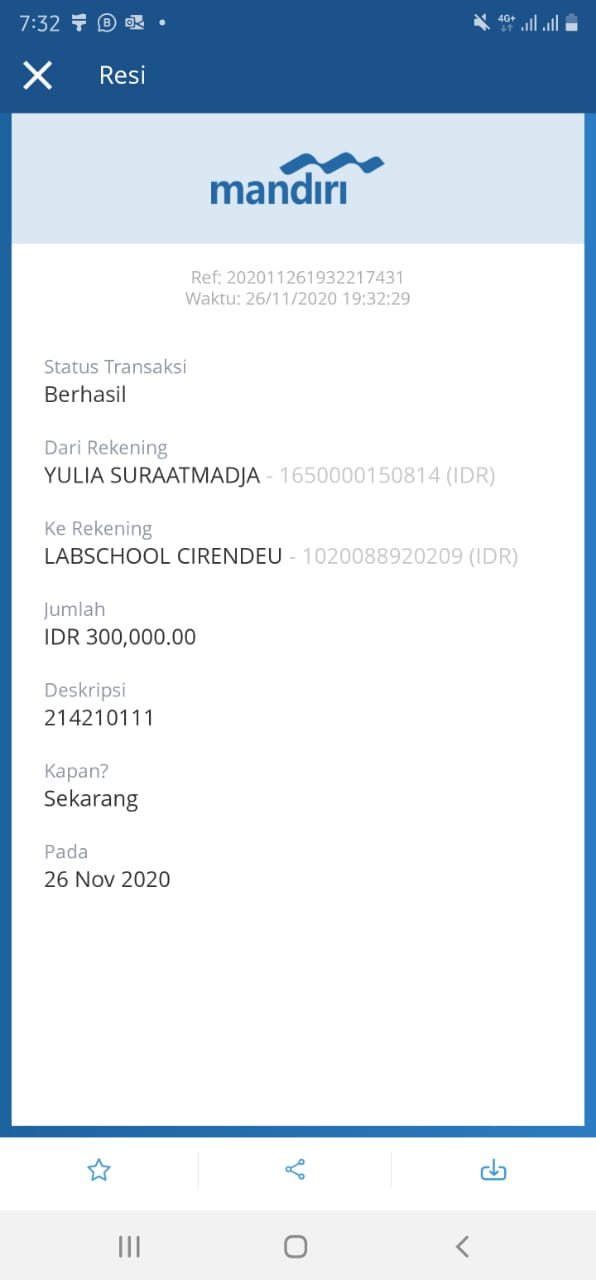 7:32
4G+
Resi
mandırı
Ref: 202011261932217431
Waktu: 26/11/2020 19:32:29
Status Transaksi
Berhasil
Dari Rekening
YULIA SURAATMADJA - 1650000150814 (IDR)
Ke Rekening
LABSCHOOL CIRENDEU - 1020088920209 (IDR)
Jumlah
IDR 300,000.00
Deskripsi
214210111
Kapan?
Sekarang
Pada
26 Nov 2020